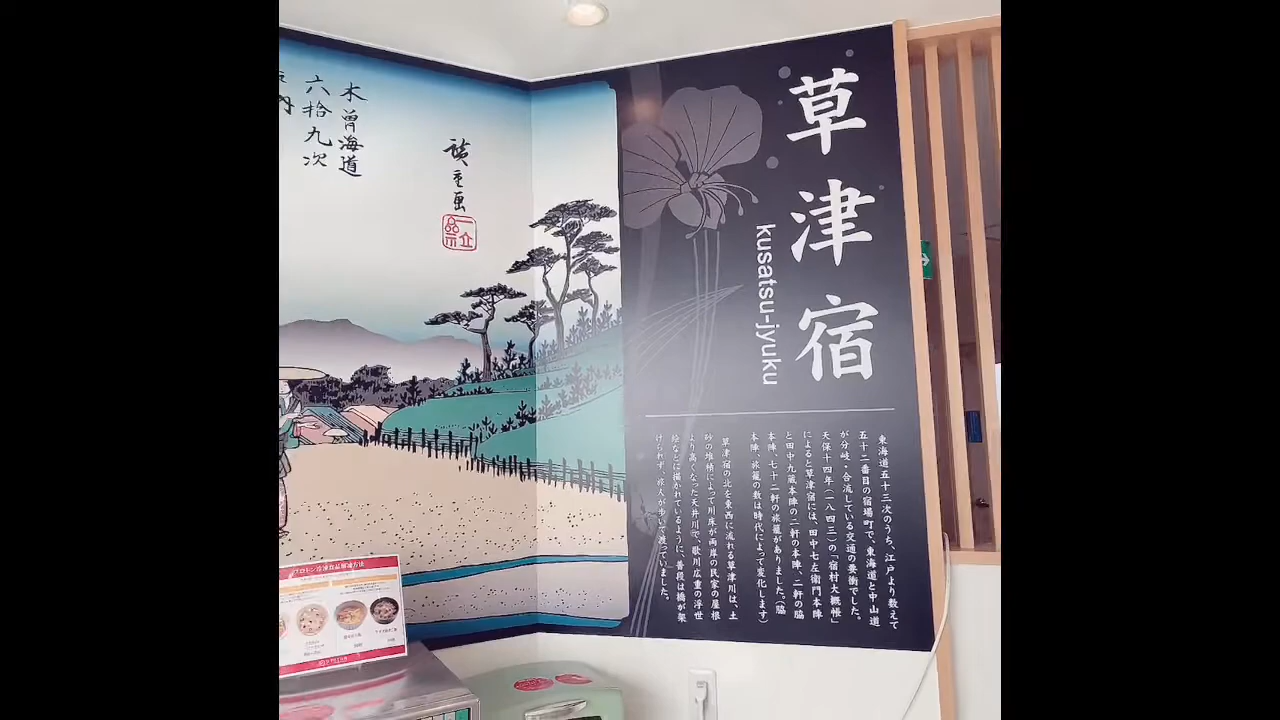 草津宿
kusatsu-jyuku
東海道五十三次のうち、江戸より数えて
五十二番目の宿場町で、東海道と中山道
が分岐・合流している交通の要衝でした。
天保十四年(一八四三)の「宿村大概帳」
によると草津宿には、田中七左衛門本陣
と田中九蔵本陣の二軒の本陣、二軒の脇
本陣、七十二軒の旅籠がありました。(脇
本陣、旅籠の数は時代によって変化します)
草津宿の北を東西に流れる草津川は、土
砂の堆積によって川床が両岸の民家の屋根
より高くなった天井川で、歌川広重の浮世
絵などに描かれているように、普段は橋が架
けられず、旅人が歩いて渡っていました。
廣重画
木曽海道
六拾九次